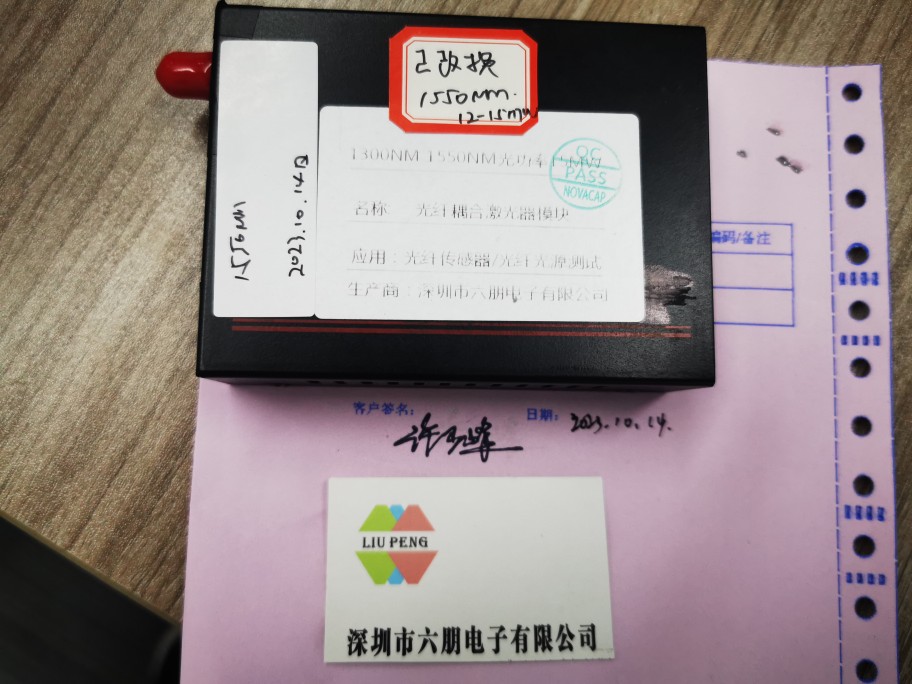 已改换
1550NM.
12-15mW
1300NM 1550NM光功率15MW
QC
PASS
NOVACAP
名称 光纤耦合激光器模块
应用：光纤传感器/光纤光源测试
生产商：深圳市六朋电子有限公司
1550NM
2023.10.14日
编码/备注
客户签名：
日期： 2023.10.14.
LIU PENG
深圳市六朋电子有限公司